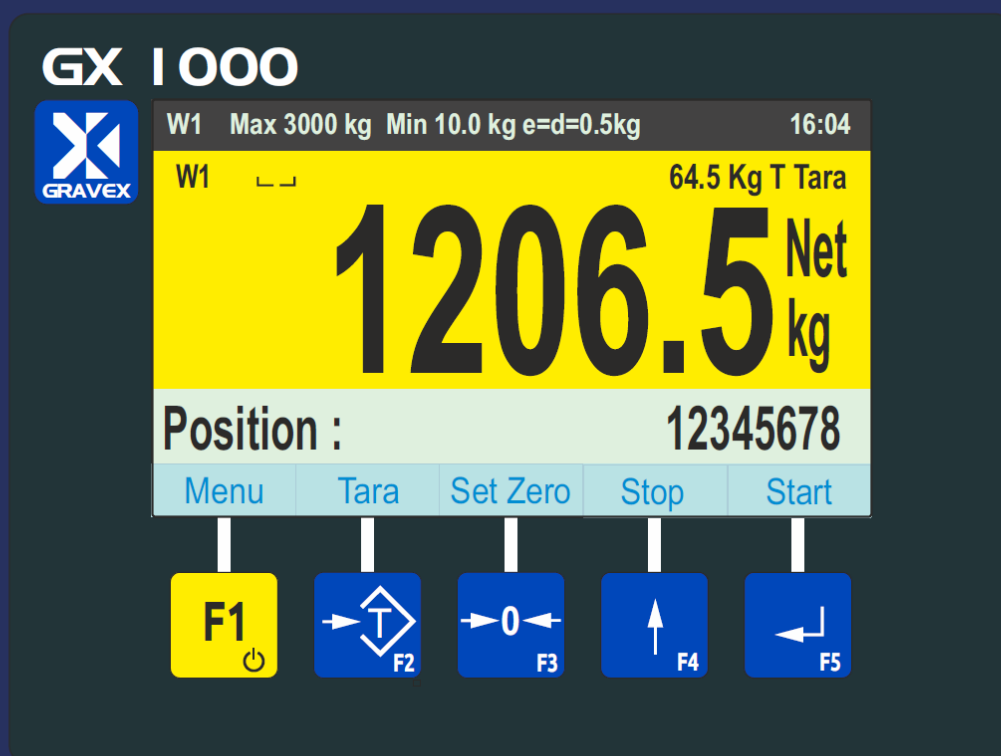 GX 1000
GRAVEX
W1 Max 3000 kg Min 10.0 kg e=d=0.5kg 16:04
W1 64.5 Kg T Tara
1206.5 Net kg
Position : 12345678
Menu Tara Set Zero Stop Start
F1 T F2 0 F3 F4 F5